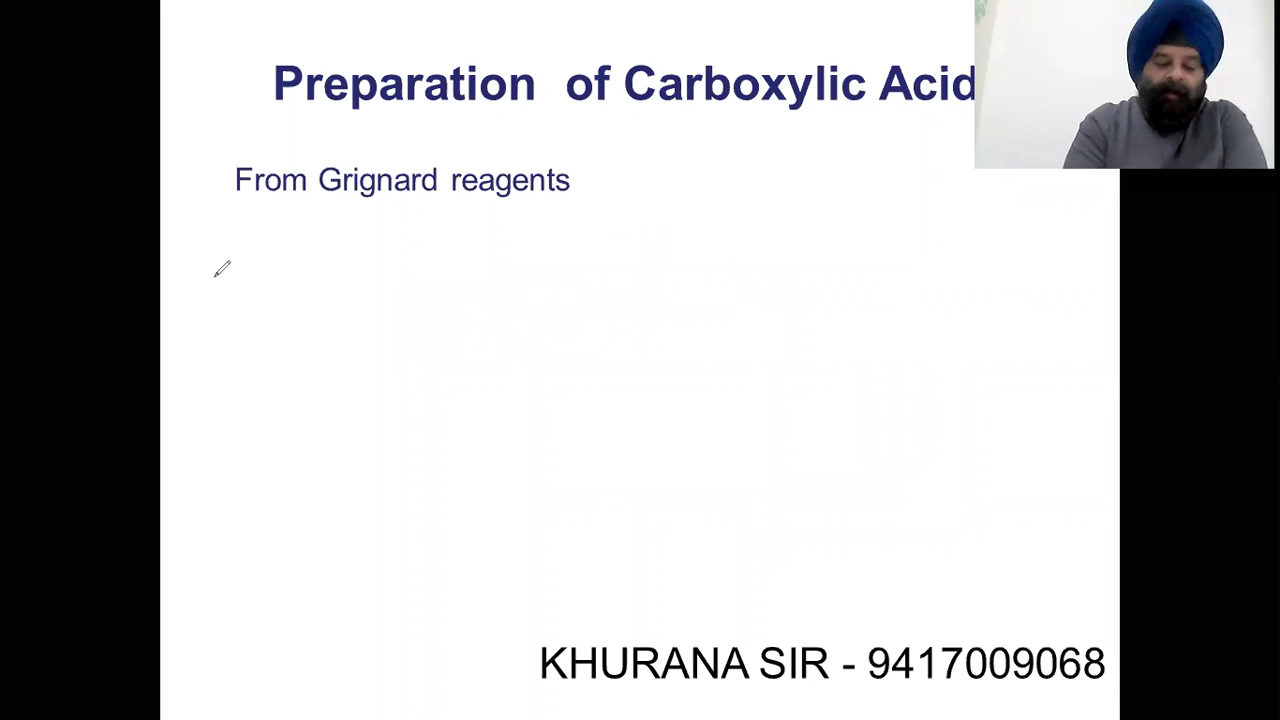 Preparation of Carboxylic Acid
From Grignard reagents
KHURANA SIR - 9417009068